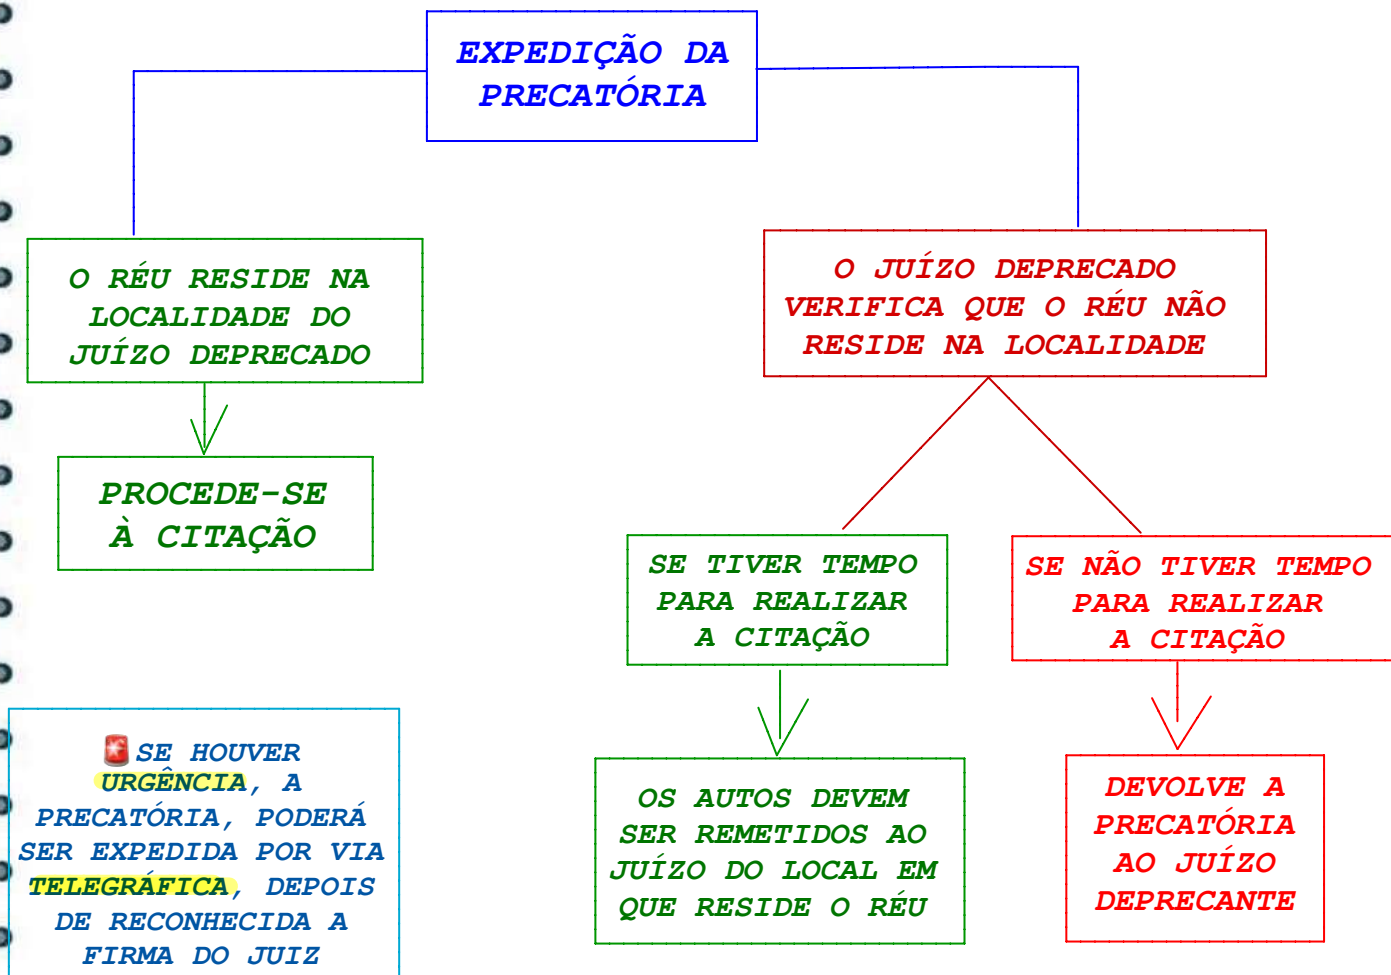 EXPEDIÇÃO DA
PRECATÓRIA
O RÉU RESIDE NA
LOCALIDADE DO
JUÍZO DEPRECADO
O JUÍZO DEPRECADO
VERIFICA QUE O RÉU NÃO
RESIDE NA LOCALIDADE
PROCEDE-SE
À CITAÇÃO
SE TIVER TEMPO
PARA REALIZAR
A CITAÇÃO
SE NÃO TIVER TEMPO
PARA REALIZAR
A CITAÇÃO
SE HOUVER
URGÊNCIA, A
PRECATÓRIA, PODERÁ
SER EXPEDIDA POR VIA
TELEGRÁFICA, DEPOIS
DE RECONHECIDA A
FIRMA DO JUIZ
OS AUTOS DEVEM
SER REMETIDOS AO
JUÍZO DO LOCAL EM
QUE RESIDE O RÉU
DEVOLVE A
PRECATÓRIA
AO JUÍZO
DEPRECANTE